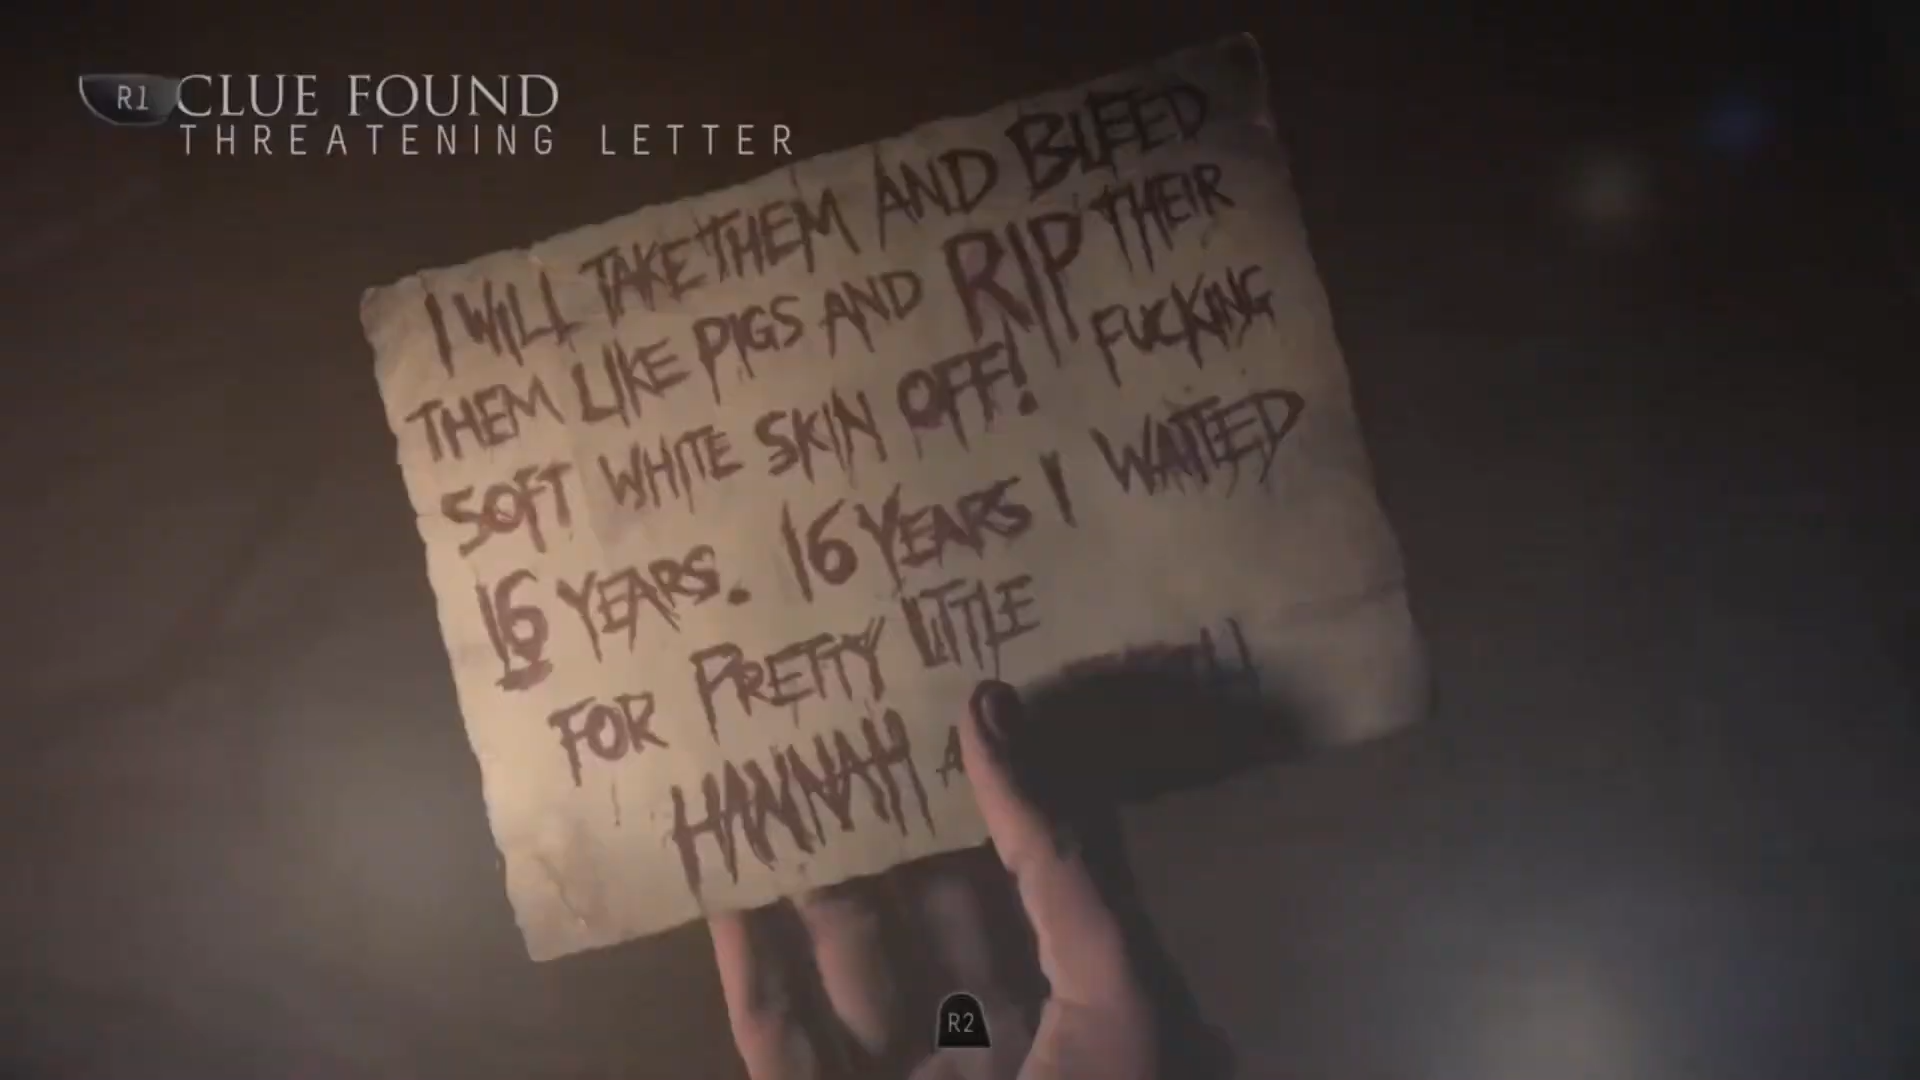 R1 CLUE FOUND
THREATENING LETTER
I WILL TAKE THEM AND BLEED
THEM LIKE PIGS AND RIP THEIR
SOFT WHITE SKIN OFF! FUCKING
16 YEARS. 16 YEARS I WAITED
FOR PRETTY LITTLE
HANNAH
R2